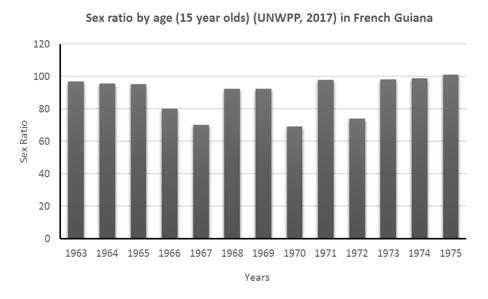 Sex ratio by age (15 year olds) (UNWPP, 2017) in French Guiana
120
100
80
60
40
20
0
Sex Ratio
1963 1964 1965 1966 1967 1968 1969 1970 1971 1972 1973 1974 1975
Years